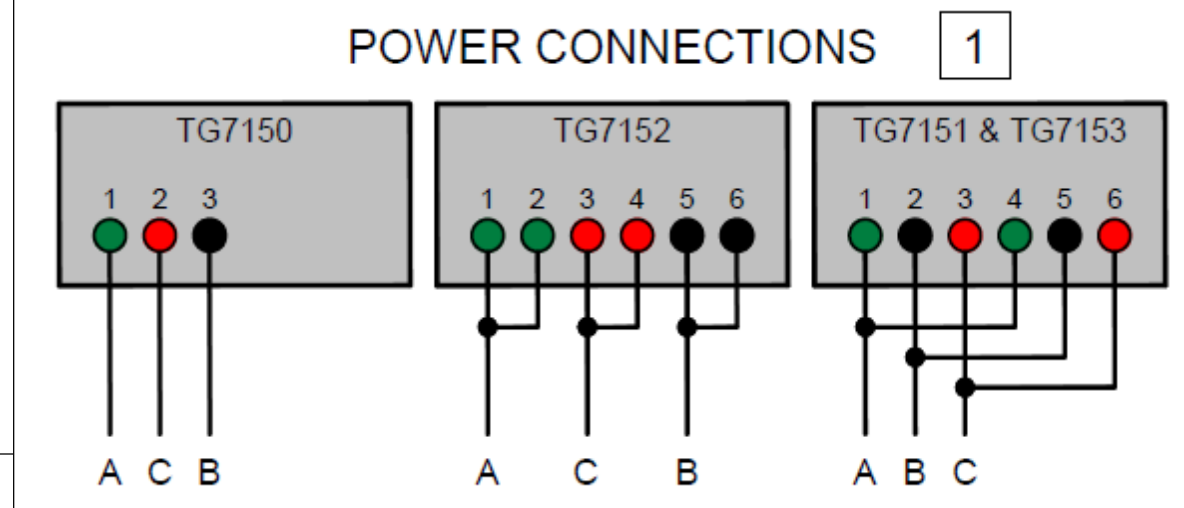 POWER CONNECTIONS 1
TG7150
1 2 3
A C B
TG7152
1 2 3 4 5 6
A C B
TG7151 & TG7153
1 2 3 4 5 6
A B C